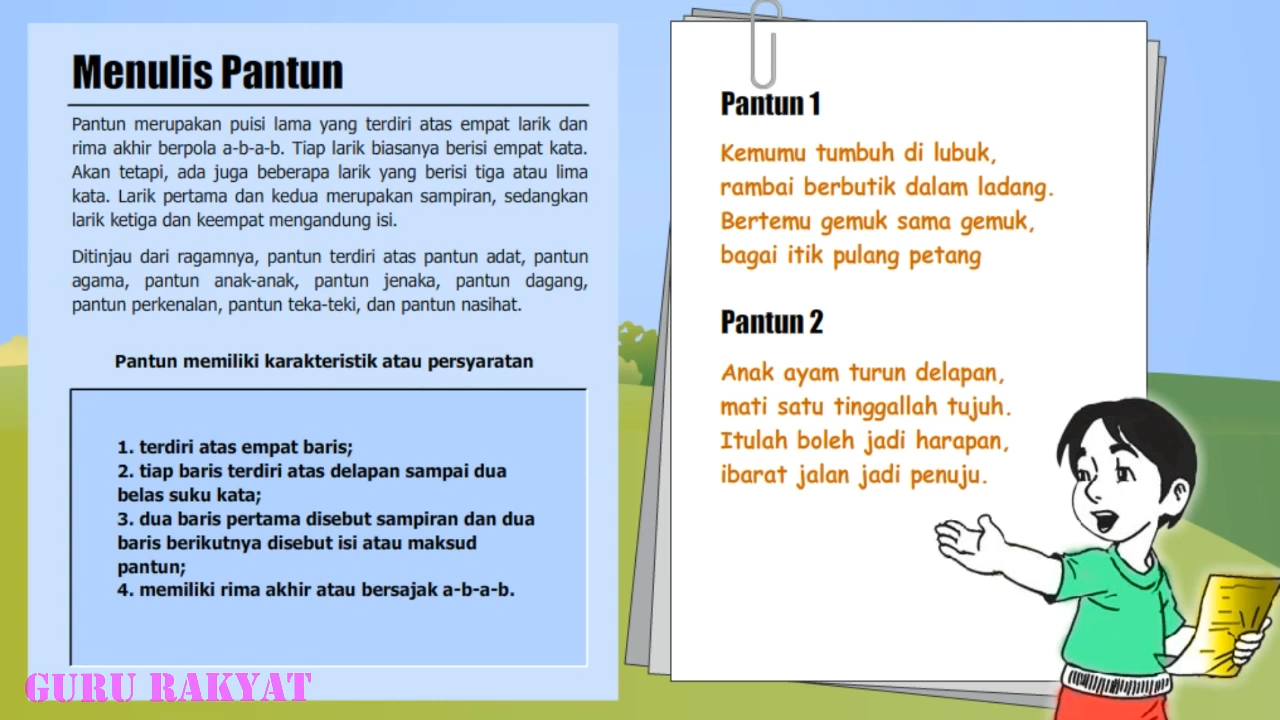 Menulis Pantun
Pantun merupakan puisi lama yang terdiri atas empat larik dan
rima akhir berpola a-b-a-b. Tiap larik biasanya berisi empat kata.
Akan tetapi, ada juga beberapa larik yang berisi tiga atau lima
kata. Larik pertama dan kedua merupakan sampiran, sedangkan
larik ketiga dan keempat mengandung isi.
Ditinjau dari ragamnya, pantun terdiri atas pantun adat, pantun
agama, pantun anak-anak, pantun jenaka, pantun dagang,
pantun perkenalan, pantun teka-teki, dan pantun nasihat.
Pantun memiliki karakteristik atau persyaratan
1. terdiri atas empat baris;
2. tiap baris terdiri atas delapan sampai dua
belas suku kata;
3. dua baris pertama disebut sampiran dan dua
baris berikutnya disebut isi atau maksud
pantun;
4. memiliki rima akhir atau bersajak a-b-a-b.
GURU RAKYAT
Pantun 1
Kemumu tumbuh di lubuk,
rambai berbutik dalam ladang.
Bertemu gemuk sama gemuk,
bagai itik pulang petang
Pantun 2
Anak ayam turun delapan,
mati satu tinggallah tujuh.
Itulah boleh jadi harapan,
ibarat jalan jadi penuju.